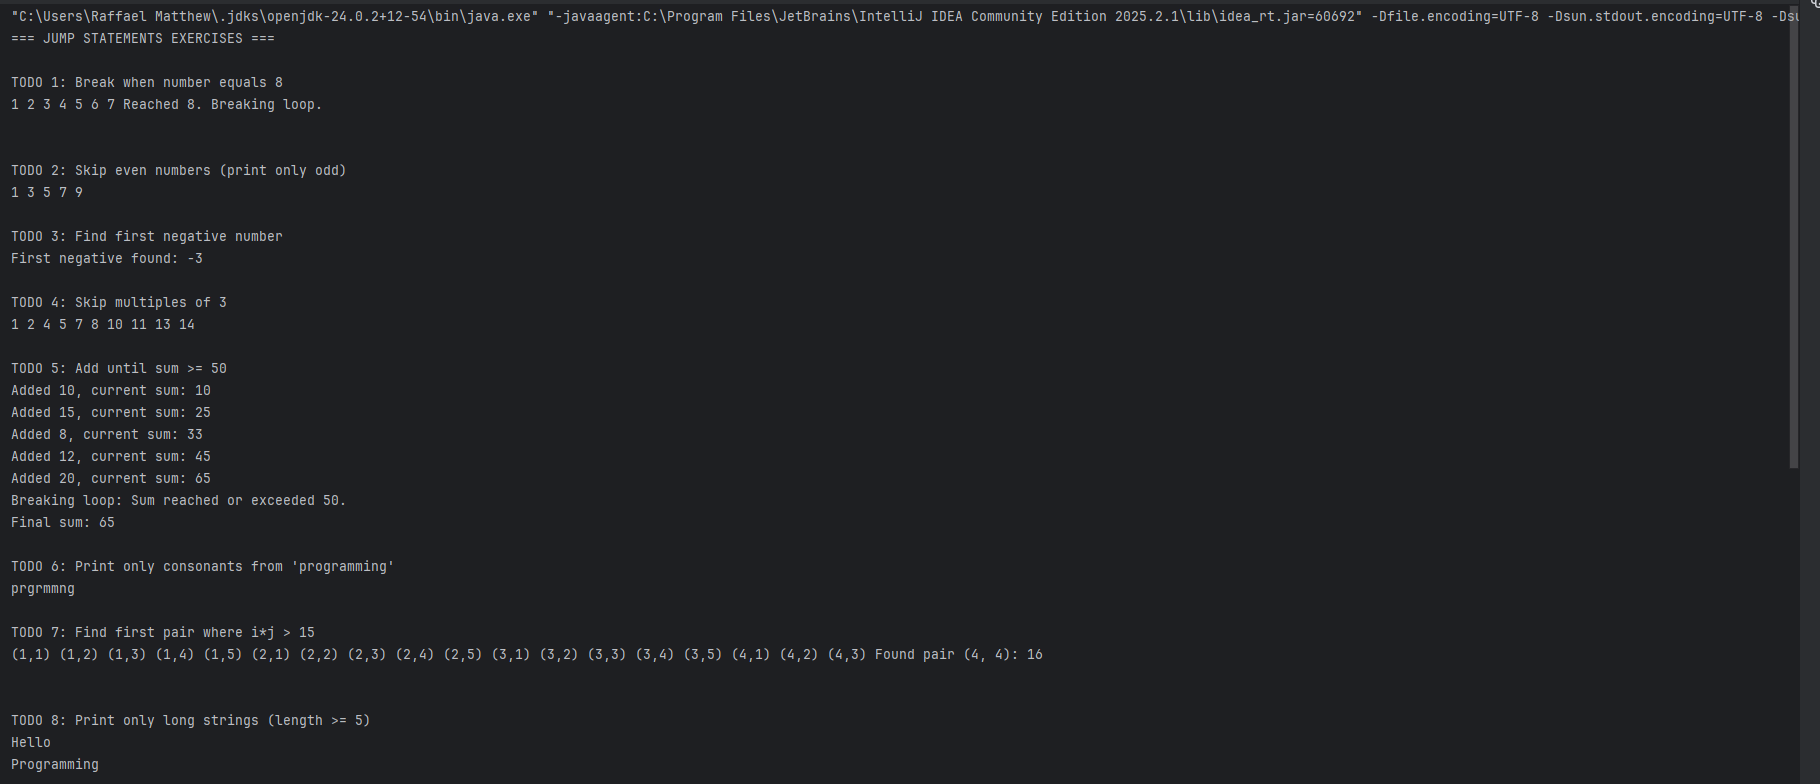 "C:\Users\Raffael Matthew\.jdks\openjdk-24.0.2+12-54\bin\java.exe" "-javaagent:C:\Program Files\JetBrains\IntelliJ IDEA Community Edition 2025.2.1\lib\idea_rt.jar=60692" -Dfile.encoding=UTF-8 -Dsun.stdout.encoding=UTF-8 -Dsu
=== JUMP STATEMENTS EXERCISES ===
TODO 1: Break when number equals 8
1 2 3 4 5 6 7 Reached 8. Breaking loop.
TODO 2: Skip even numbers (print only odd)
1 3 5 7 9
TODO 3: Find first negative number
First negative found: -3
TODO 4: Skip multiples of 3
1 2 4 5 7 8 10 11 13 14
TODO 5: Add until sum >= 50
Added 10, current sum: 10
Added 15, current sum: 25
Added 8, current sum: 33
Added 12, current sum: 45
Added 20, current sum: 65
Breaking loop: Sum reached or exceeded 50.
Final sum: 65
TODO 6: Print only consonants from 'programming'
prgrmmng
TODO 7: Find first pair where i*j > 15
(1,1) (1,2) (1,3) (1,4) (1,5) (2,1) (2,2) (2,3) (2,4) (2,5) (3,1) (3,2) (3,3) (3,4) (3,5) (4,1) (4,2) (4,3) Found pair (4, 4): 16
TODO 8: Print only long strings (length >= 5)
Hello
Programming